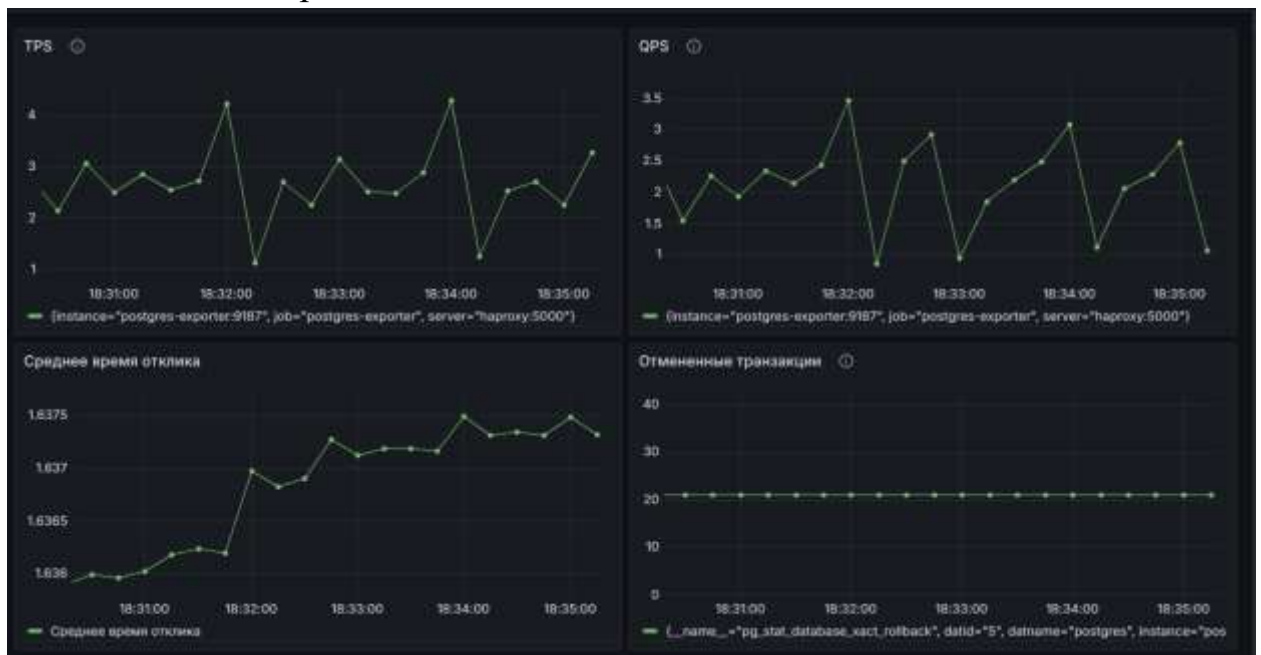 TPS
QPS
4
3
2
1
18:31:00 18:32:00 18:33:00 18:34:00 18:35:00
{instance="postgres-exporter:9187", job="postgres-exporter", server="haproxy:5000"}
3.5
3
2.5
2
1.5
1
18:31:00 18:32:00 18:33:00 18:34:00 18:35:00
{instance="postgres-exporter:9187", job="postgres-exporter", server="haproxy:5000"}
Среднее время отклика
1.6375
1.637
1.6365
1.636
18:31:00 18:32:00 18:33:00 18:34:00 18:35:00
Среднее время отклика
Отмененные транзакции
40
30
20
10
0
18:31:00 18:32:00 18:33:00 18:34:00 18:35:00
{__name__="pg_stat_database_xact_rollback", datid="5", datname="postgres", instance="pos